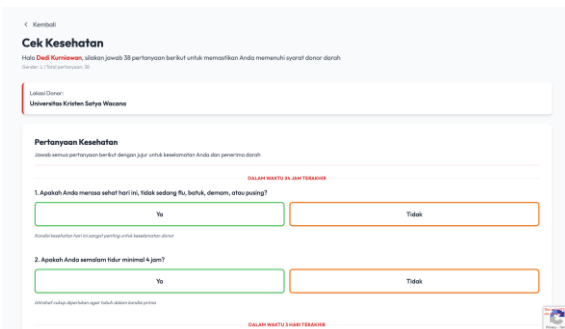 Kembali
Cek Kesehatan
Halo Dedi Kurniawan, silakan jawab 38 pertanyaan berikut untuk memastikan Anda memenuhi syarat donor darah
Gender: L | Total pertanyaan: 38
Lokasi Donor:
Universitas Kristen Satya Wacana
Pertanyaan Kesehatan
Jawab semua pertanyaan berikut dengan jujur untuk keselamatan Anda dan penerima darah
DALAM WAKTU 24 JAM TERAKHIR
1. Apakah Anda merasa sehat hari ini, tidak sedang flu, batuk, demam, atau pusing?
Ya
Tidak
Kondisi kesehatan hari ini sangat penting untuk keselamatan donor
2. Apakah Anda semalam tidur minimal 4 jam?
Ya
Tidak
Istirahat cukup diperlukan agar tubuh dalam kondisi prima
DALAM WAKTU 3 HARI TERAKHIR